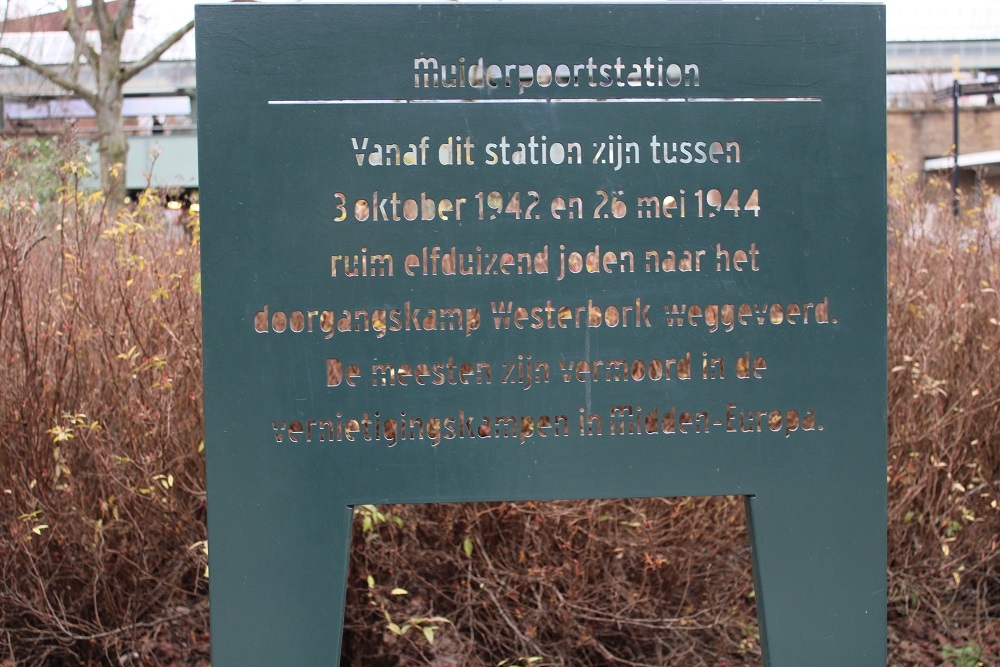 Muiderpoortstation
Vanaf dit station zijn tussen
3 oktober 1942 en 26 mei 1944
ruim elfduizend joden naar het
doorgangskamp Westerbork weggevoerd.
De meesten zijn vermoord in de
vernietigingskampen in Midden-Europa.